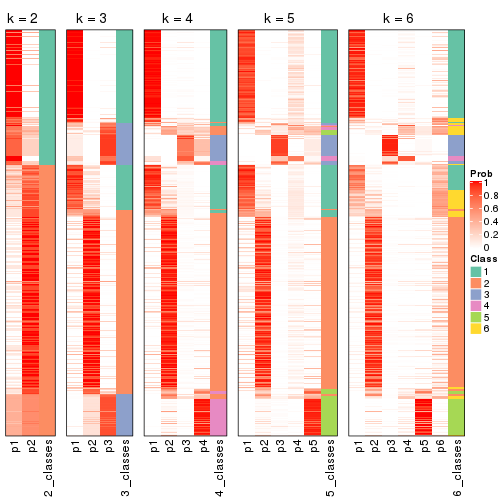 k = 2
k = 3
k = 4
k = 5
k = 6
p1
p2
2_classes
p1
p2
p3
3_classes
p1
p2
p3
p4
4_classes
p1
p2
p3
p4
p5
5_classes
p1
p2
p3
p4
p5
p6
6_classes
Prob
1
0.8
0.6
0.4
0.2
0
Class
1
2
3
4
5
6